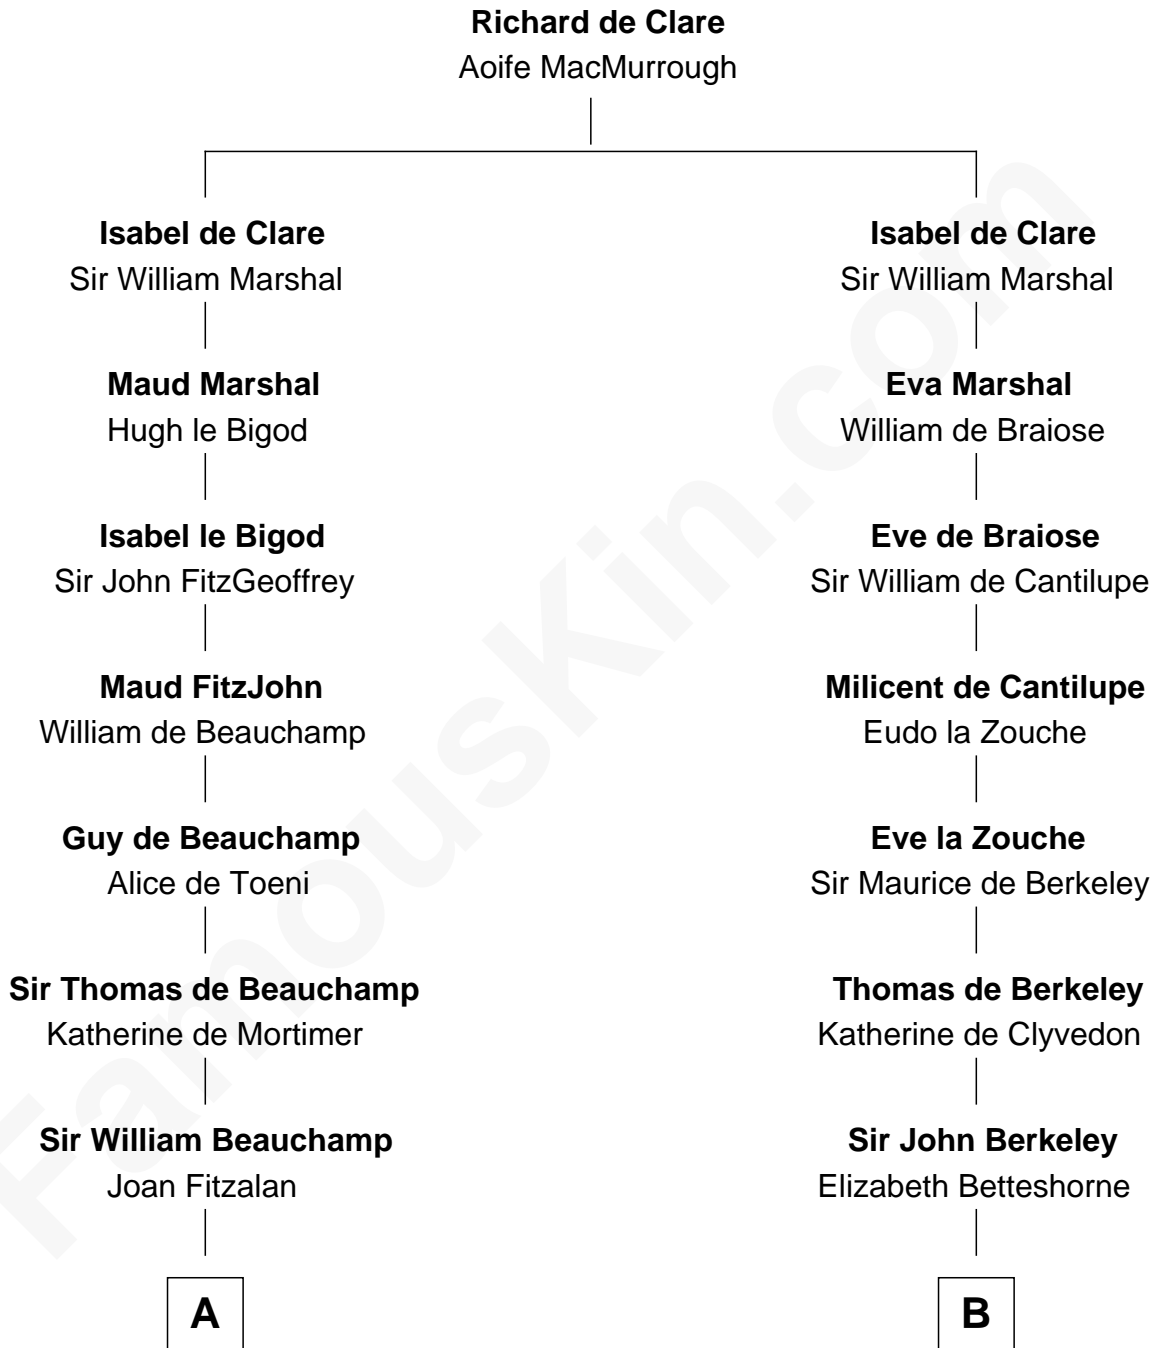 Richard de Clare
Aoife MacMurrough
Isabel de Clare
Sir William Marshal
Isabel de Clare
Sir William Marshal
Maud Marshal
Hugh le Bigod
Eva Marshal
William de Braiose
Isabel le Bigod
Sir John FitzGeoffrey
Eve de Braiose
Sir William de Cantilupe
Maud FitzJohn
William de Beauchamp
Milicent de Cantilupe
Eudo la Zouche
Guy de Beauchamp
Alice de Toeni
Eve la Zouche
Sir Maurice de Berkeley
Sir Thomas de Beauchamp
Katherine de Mortimer
Thomas de Berkeley
Katherine de Clyvedon
Sir William Beauchamp
Joan Fitzalan
Sir John Berkeley
Elizabeth Betteshorne
A
B
FamousKin.com